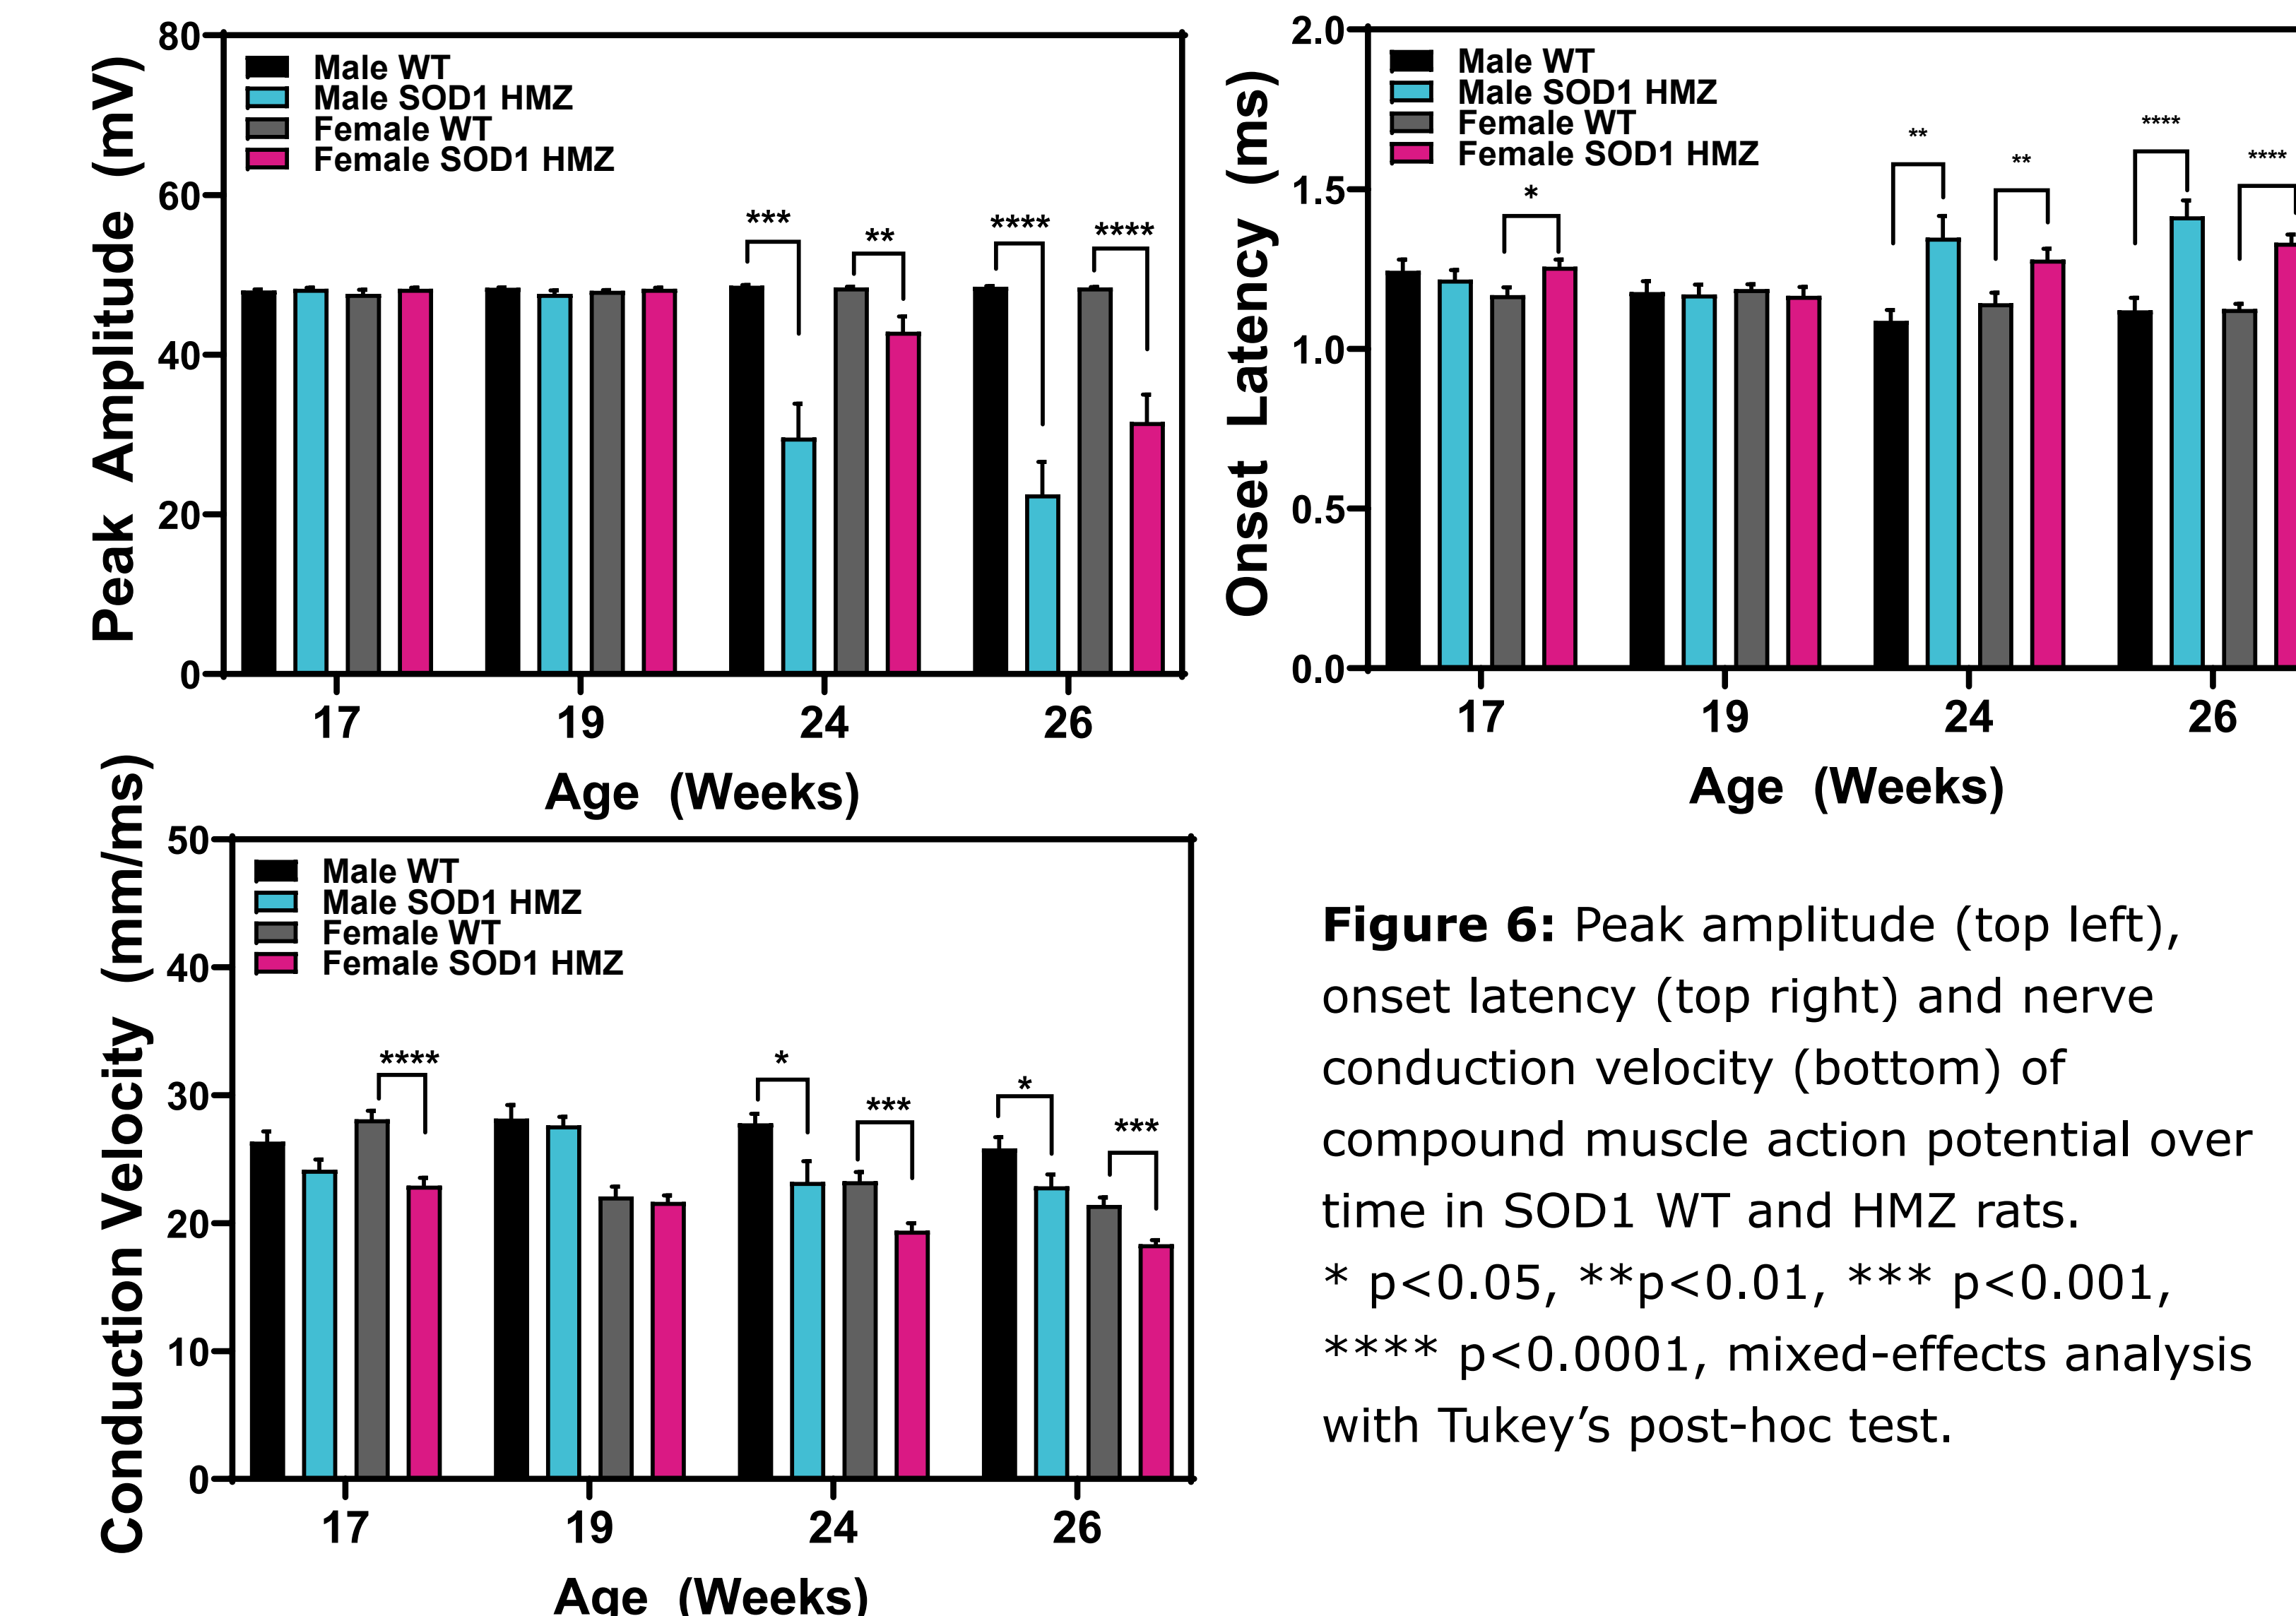 Peak Amplitude (mV)
80
60
40
20
0
Male WT
Male SOD1 HMZ
Female WT
Female SOD1 HMZ
***
**
****
****
17 19 24 26
Age (Weeks)
Onset Latency (ms)
2.0
1.5
1.0
0.5
0.0
Male WT
Male SOD1 HMZ
Female WT
Female SOD1 HMZ
*
**
**
****
****
17 19 24 26
Age (Weeks)
Conduction Velocity (mm/ms)
50
40
30
20
10
0
Male WT
Male SOD1 HMZ
Female WT
Female SOD1 HMZ
****
*
***
*
***
17 19 24 26
Age (Weeks)
Figure 6: Peak amplitude (top left),
onset latency (top right) and nerve
conduction velocity (bottom) of
compound muscle action potential over
time in SOD1 WT and HMZ rats.
* p<0.05, **p<0.01, *** p<0.001,
**** p<0.0001, mixed-effects analysis
with Tukey’s post-hoc test.